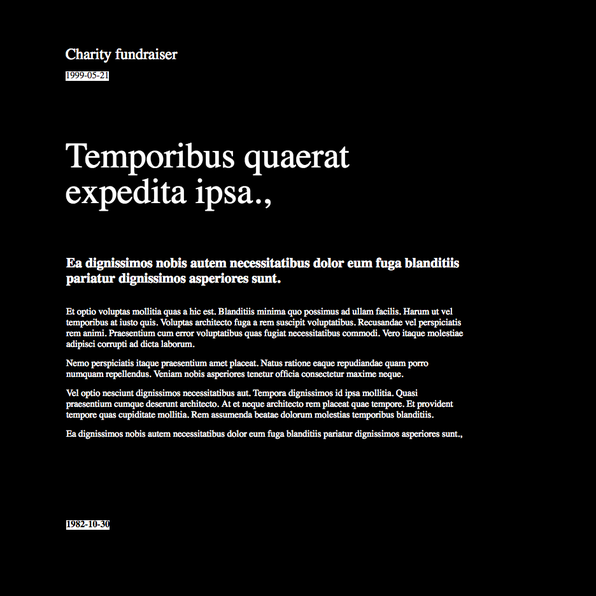 Charity fundraiser
1999-05-21
Temporibus quaerat
expedita ipsa.,
Ea dignissimos nobis autem necessitatibus dolor eum fuga blanditiis
pariatur dignissimos asperiores sunt.
Et optio voluptas mollitia quas a hic est. Blanditiis minima quo possimus ad ullam facilis. Harum ut vel
temporibus at iusto quis. Voluptas architecto fuga a rem suscipit voluptatibus. Recusandae vel perspiciatis
rem animi. Praesentium cum error voluptatibus quas fugiat necessitatibus commodi. Vero itaque molestiae
adipisci corrupti ad dicta laborum.
Nemo perspiciatis itaque praesentium amet placeat. Natus ratione eaque repudiandae quam porro
numquam repellendus. Veniam nobis asperiores tenetur officia consectetur maxime neque.
Vel optio nesciunt dignissimos necessitatibus aut. Tempora dignissimos id ipsa mollitia. Quasi
praesentium cumque deserunt architecto. At et neque architecto rem placeat quae tempore. Et provident
tempore quas cupiditate mollitia. Rem assumenda beatae dolorum molestias temporibus blanditiis.
Ea dignissimos nobis autem necessitatibus dolor eum fuga blanditiis pariatur dignissimos asperiores sunt.,
1982-10-30